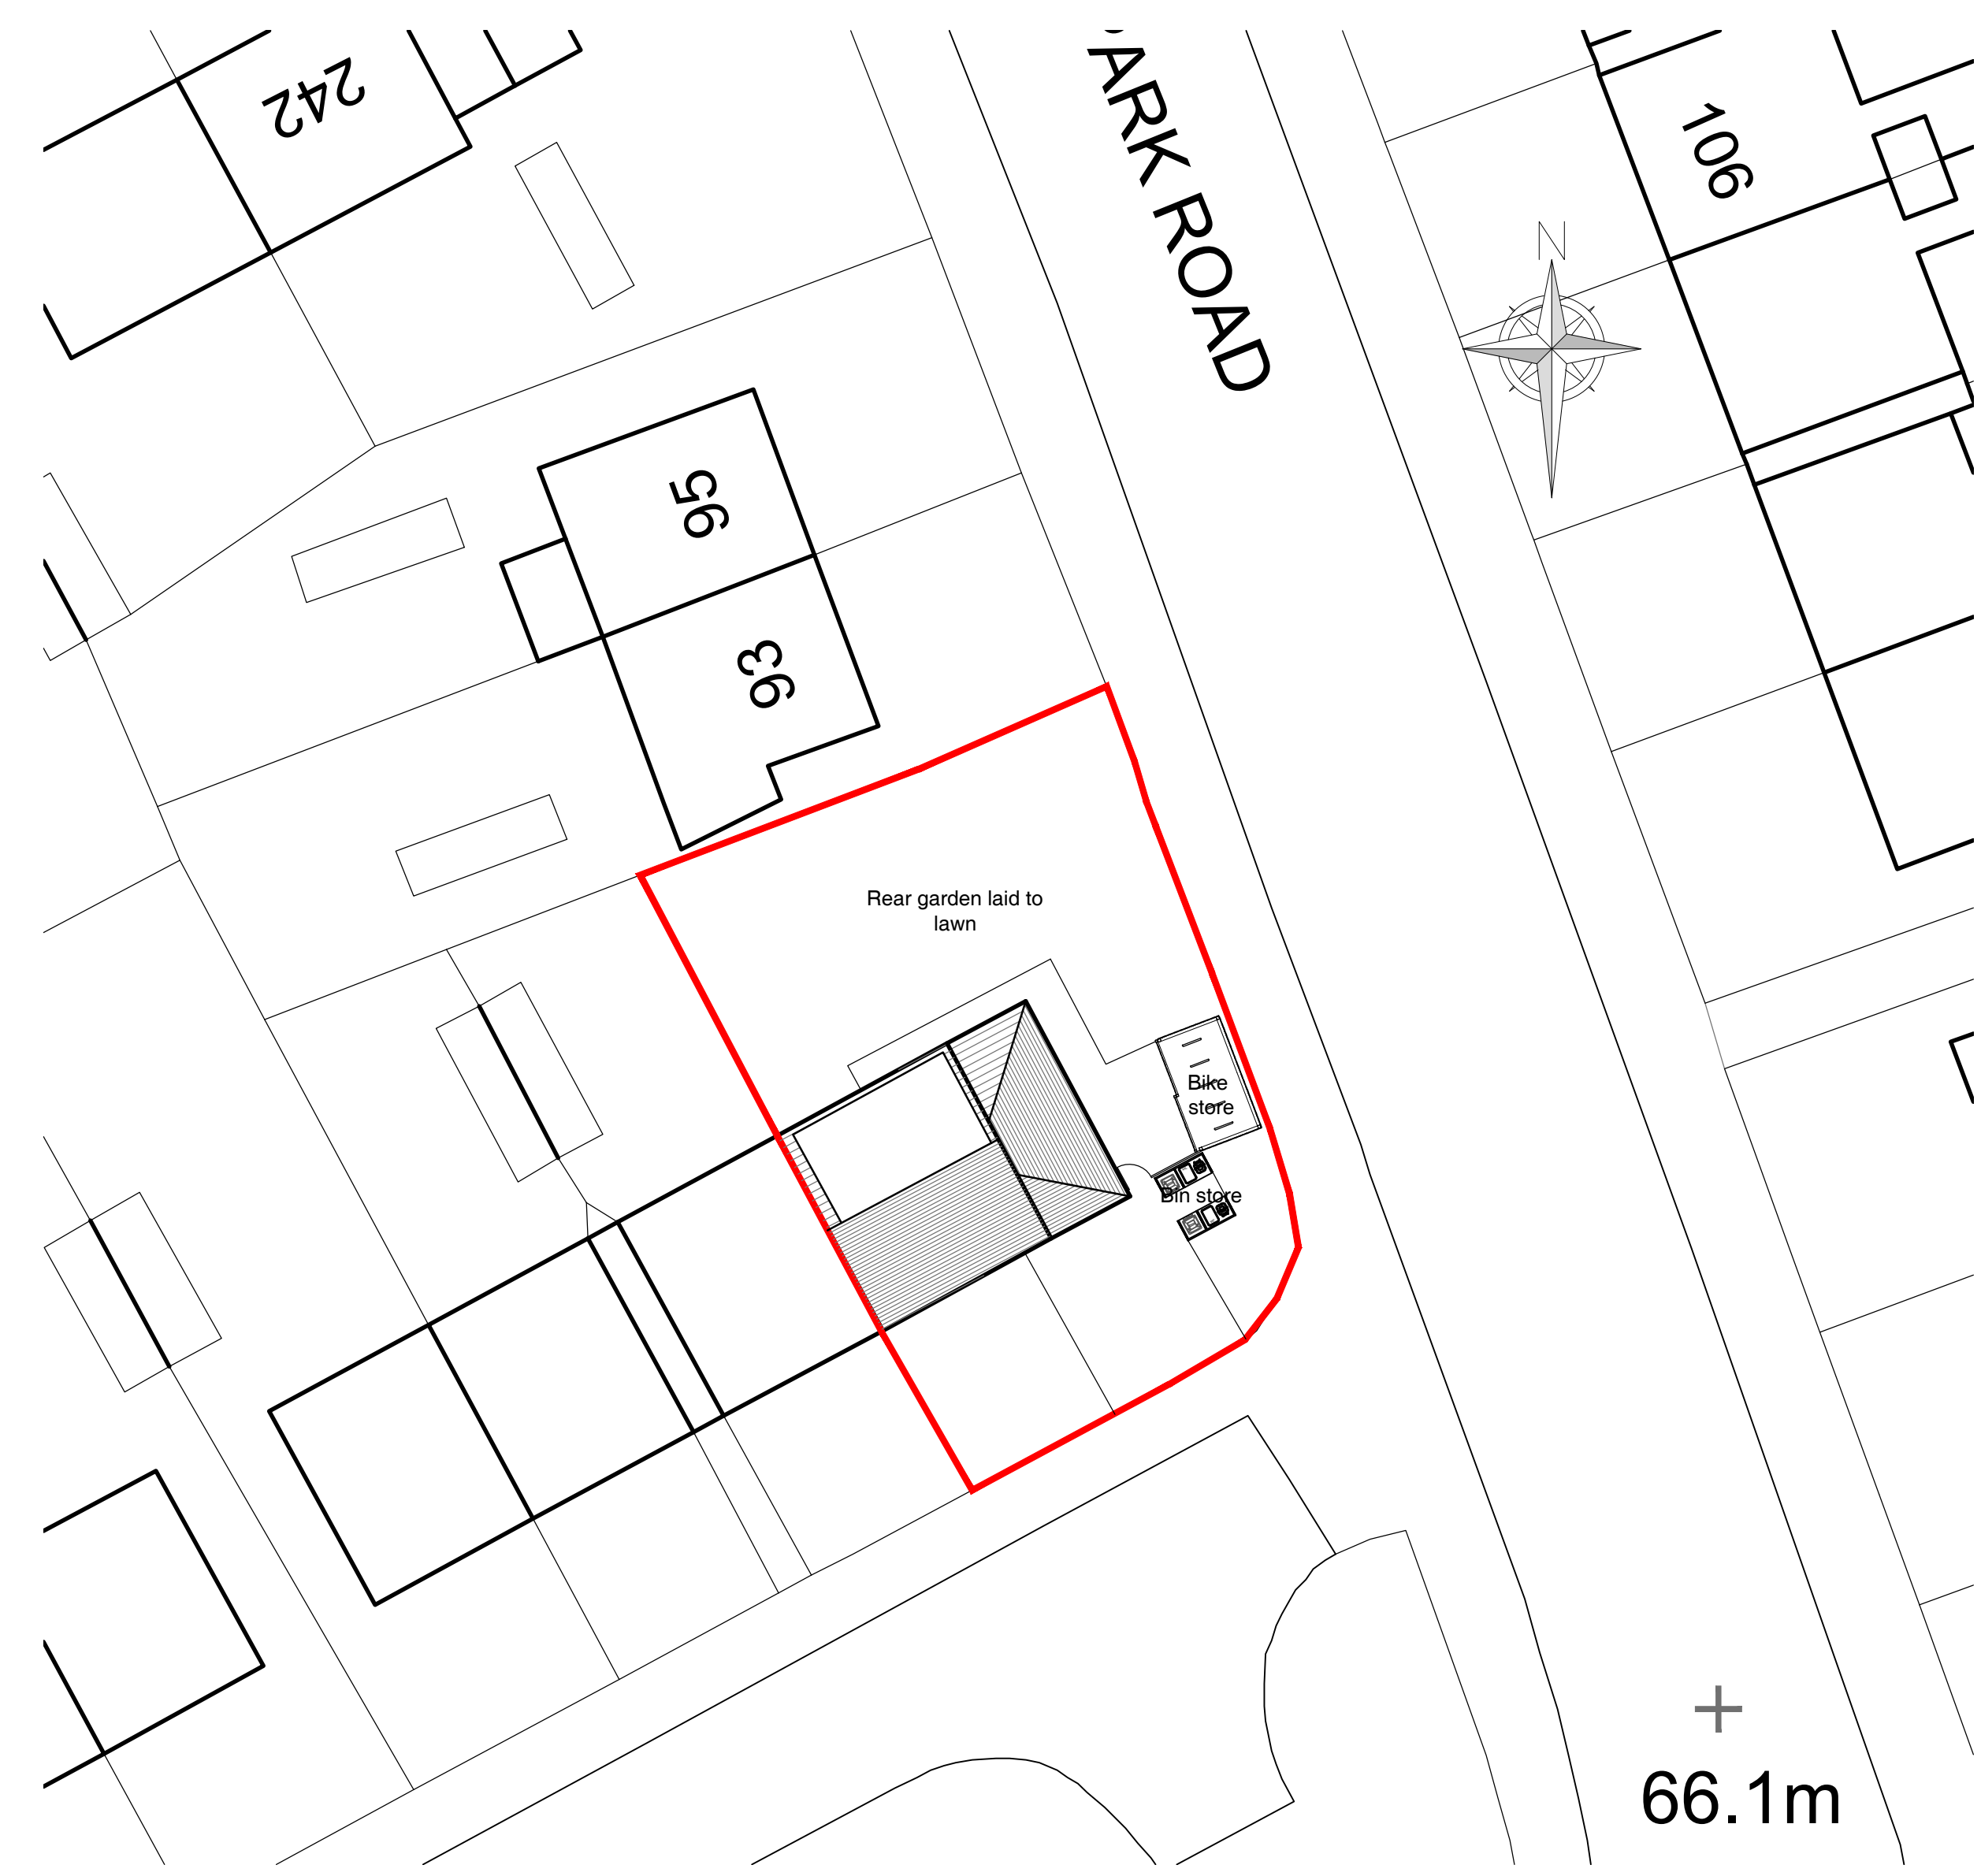 242
ARK ROAD
106
95
93
Rear garden laid to
lawn
Bike
store
Bin store
N
66.1m